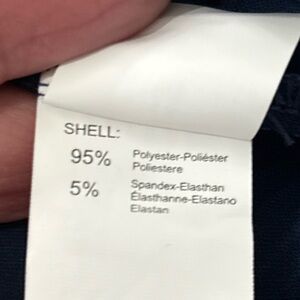 SHELL:
95% Polyester-Poliéster
Poliestere
5% Spandex-Elasthan
Élasthanne-Elastano
Elastan